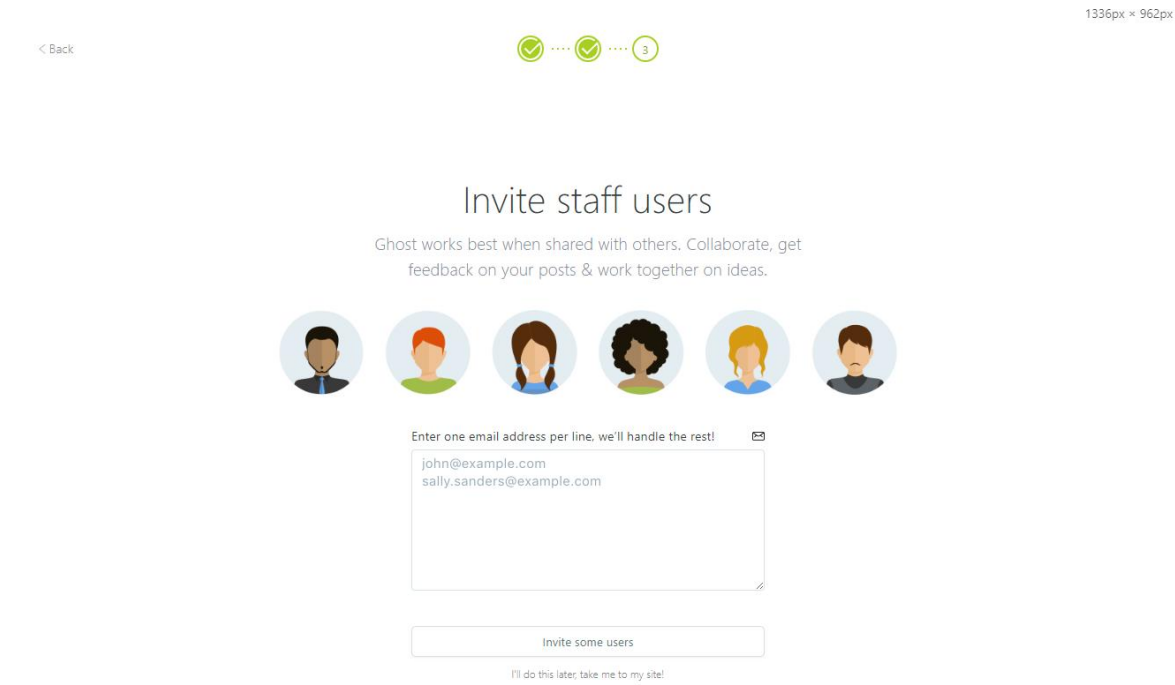 1336px × 962px
< Back
3
Invite staff users
Ghost works best when shared with others. Collaborate, get
feedback on your posts & work together on ideas.
Enter one email address per line, we'll handle the rest!
john@example.com
sally.sanders@example.com
Invite some users
I'll do this later, take me to my site!